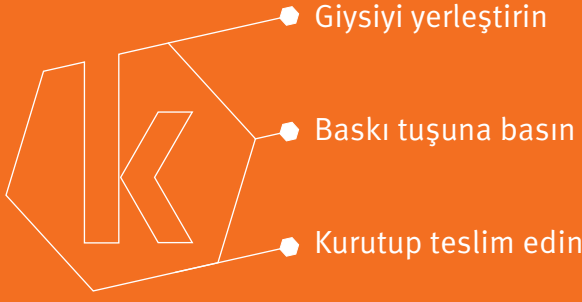 k
Giysiyi yerleştirin
Baskı tuşuna basın
Kurutup teslim edin